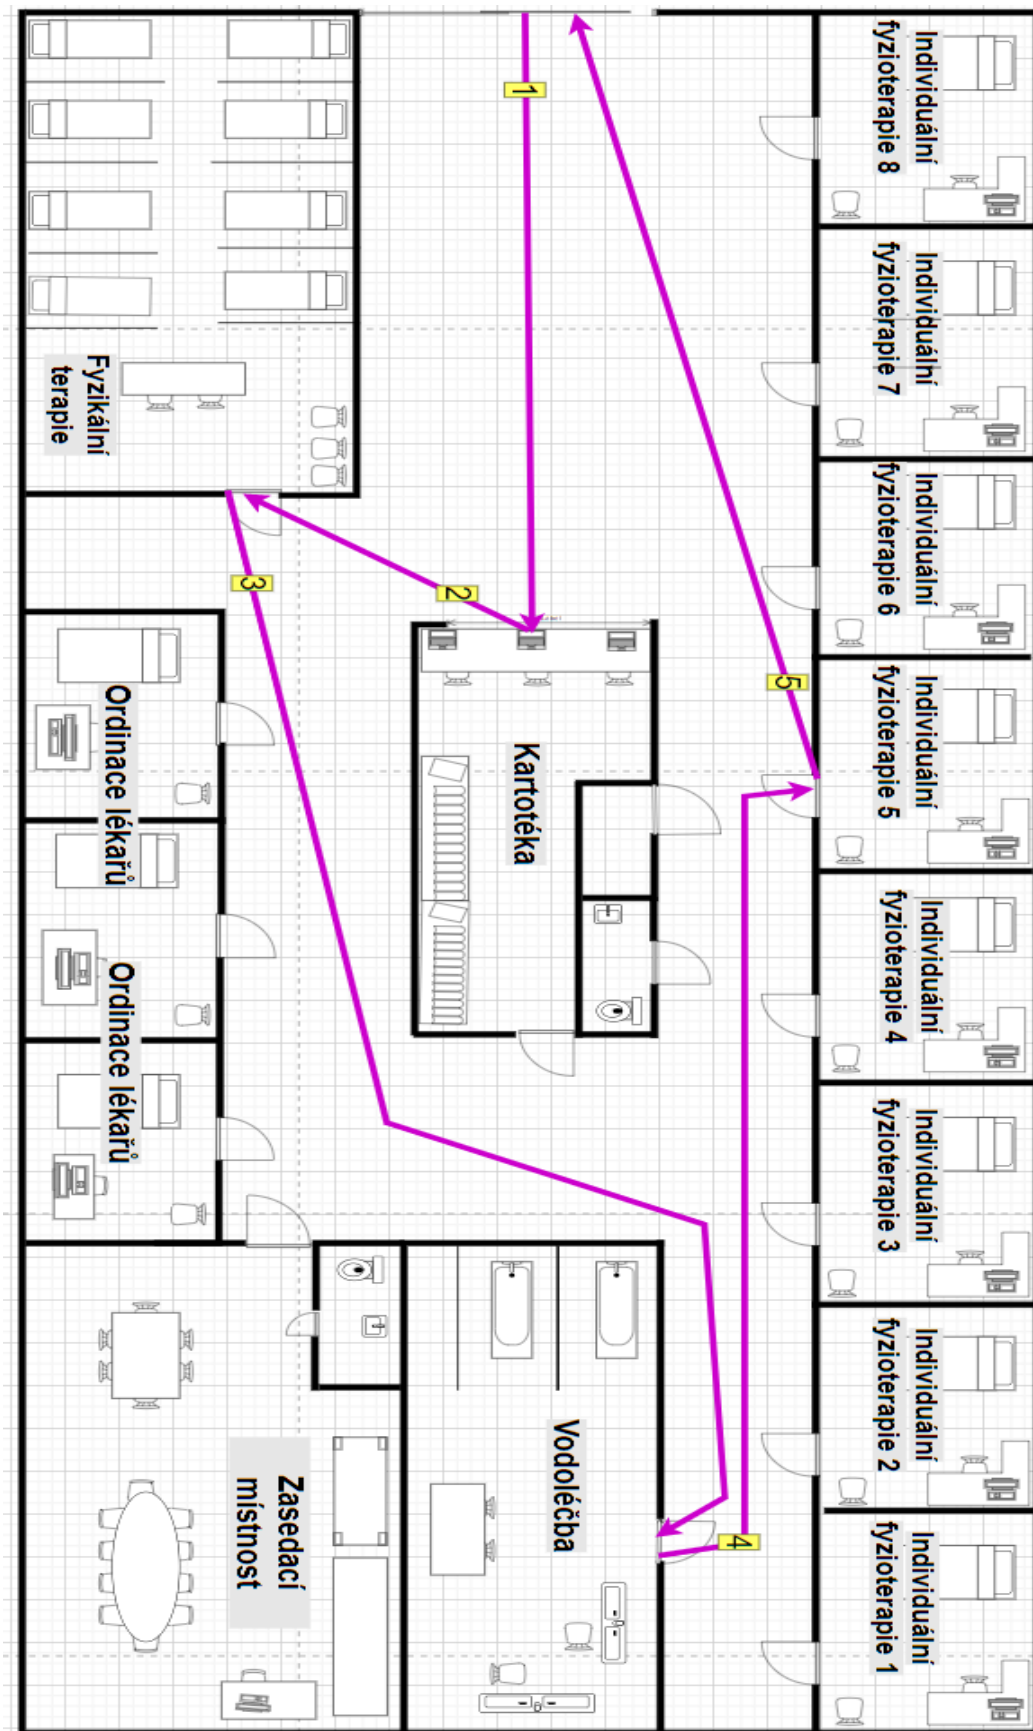 Individuální
fyzioterapie 8
Individuální
fyzioterapie 7
Individuální
fyzioterapie 6
Individuální
fyzioterapie 5
Individuální
fyzioterapie 4
Individuální
fyzioterapie 3
Individuální
fyzioterapie 2
Individuální
fyzioterapie 1
1
2
3
4
5
Fyzikální
terapie
Kartotéka
Ordinace lékařů
Ordinace lékařů
Vodoléčba
Zasedací
místnost